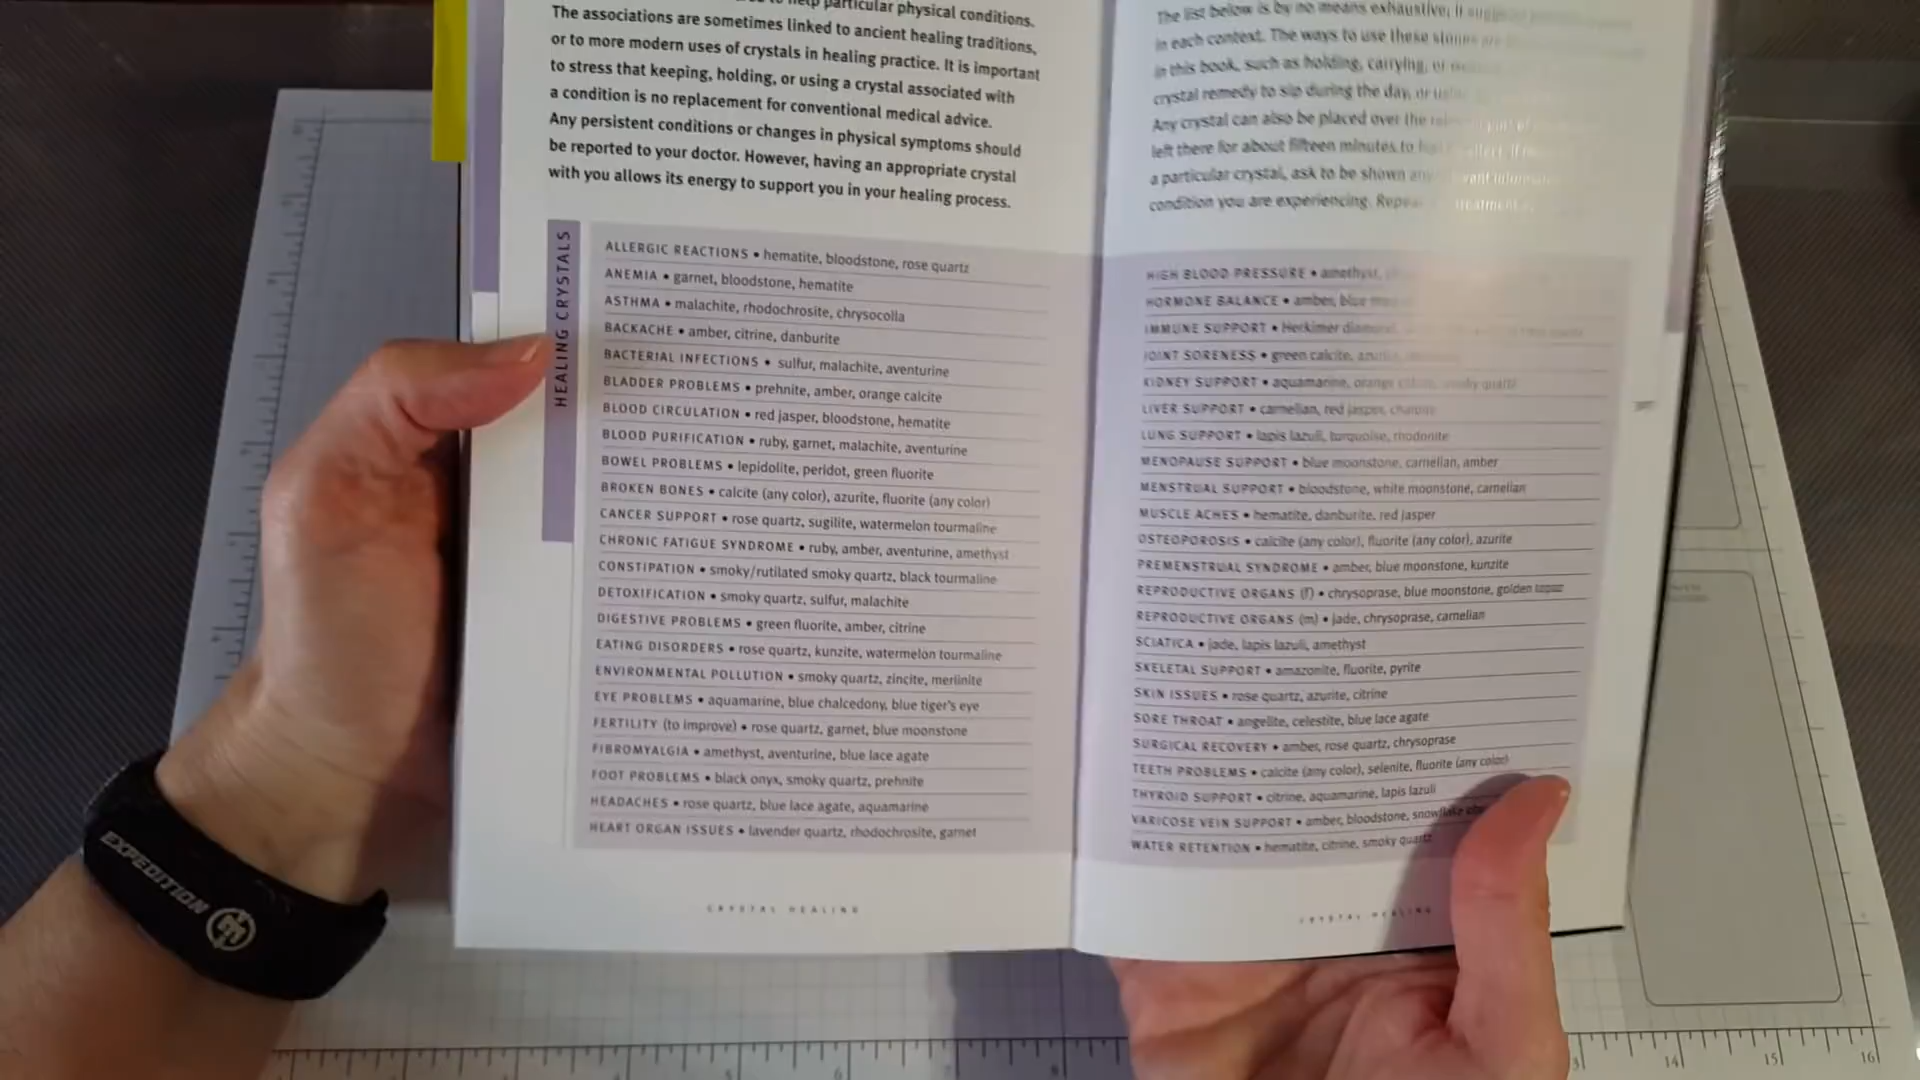 help particular physical conditions.
The associations are sometimes linked to ancient healing traditions,
or to more modern uses of crystals in healing practice. It is important
to stress that keeping, holding, or using a crystal associated with
a condition is no replacement for conventional medical advice.
Any persistent conditions or changes in physical symptoms should
be reported to your doctor. However, having an appropriate crystal
with you allows its energy to support you in your healing process.
HEALING CRYSTALS
ALLERGIC REACTIONS • hematite, bloodstone, rose quartz
ANEMIA • garnet, bloodstone, hematite
ASTHMA • malachite, rhodochrosite, chrysocolla
BACKACHE • amber, citrine, danburite
BACTERIAL INFECTIONS • sulfur, malachite, aventurine
BLADDER PROBLEMS • prehnite, amber, orange calcite
BLOOD CIRCULATION • red jasper, bloodstone, hematite
BLOOD PURIFICATION • ruby, garnet, malachite, aventurine
BOWEL PROBLEMS • lepidolite, peridot, green fluorite
BROKEN BONES • calcite (any color), azurite, fluorite (any color)
CANCER SUPPORT • rose quartz, sugilite, watermelon tourmaline
CHRONIC FATIGUE SYNDROME • ruby, amber, aventurine, amethyst
CONSTIPATION • smoky/rutilated smoky quartz, black tourmaline
DETOXIFICATION • smoky quartz, sulfur, malachite
DIGESTIVE PROBLEMS • green fluorite, amber, citrine
EATING DISORDERS • rose quartz, kunzite, watermelon tourmaline
ENVIRONMENTAL POLLUTION • smoky quartz, zincite, merlinite
EYE PROBLEMS • aquamarine, blue chalcedony, blue tiger's eye
FERTILITY (to improve) • rose quartz, garnet, blue moonstone
FIBROMYALGIA • amethyst, aventurine, blue lace agate
FOOT PROBLEMS • black onyx, smoky quartz, prehnite
HEADACHES • rose quartz, blue lace agate, aquamarine
HEART ORGAN ISSUES • lavender quartz, rhodochrosite, garnet
CRYSTAL HEALING
The list below is by no means exhaustive; it
in each context. The ways to use these stones are
in this book, such as holding, carrying, or
crystal remedy to sip during the day, or
Any crystal can also be placed over the
left there for about fifteen minutes to
a particular crystal, ask to be shown
condition you are experiencing. treatment
HIGH BLOOD PRESSURE • amethyst,
HORMONE BALANCE • amber, blue
IMMUNE SUPPORT • Herkimer
JOINT SORENESS • green calcite,
KIDNEY SUPPORT • aquamarine, orange smoky quartz
LIVER SUPPORT • carnelian, red jasper,
LUNG SUPPORT • lapis lazuli, turquoise, rhodonite
MENOPAUSE SUPPORT • blue moonstone, carnelian, amber
MENSTRUAL SUPPORT • bloodstone, white moonstone, carnelian
MUSCLE ACHES • hematite, danburite, red jasper
OSTEOPOROSIS • calcite (any color), fluorite (any color), azurite
PREMENSTRUAL SYNDROME • amber, blue moonstone, kunzite
REPRODUCTIVE ORGANS (f) • chrysoprase, blue moonstone, golden topaz
REPRODUCTIVE ORGANS (m) • jade, chrysoprase, carnelian
SCIATICA • jade, lapis lazuli, amethyst
SKELETAL SUPPORT • amazonite, fluorite, pyrite
SKIN ISSUES • rose quartz, azurite, citrine
SORE THROAT • angelite, celestite, blue lace agate
SURGICAL RECOVERY • amber, rose quartz, chrysoprase
TEETH PROBLEMS • calcite (any color), selenite, fluorite (any color)
THYROID SUPPORT • citrine, aquamarine, lapis lazuli
VARICOSE VEIN SUPPORT • amber, bloodstone, snowflake
WATER RETENTION • hematite, citrine, smoky quartz
CRYSTAL HEALING
EXPEDITION
14
15
16